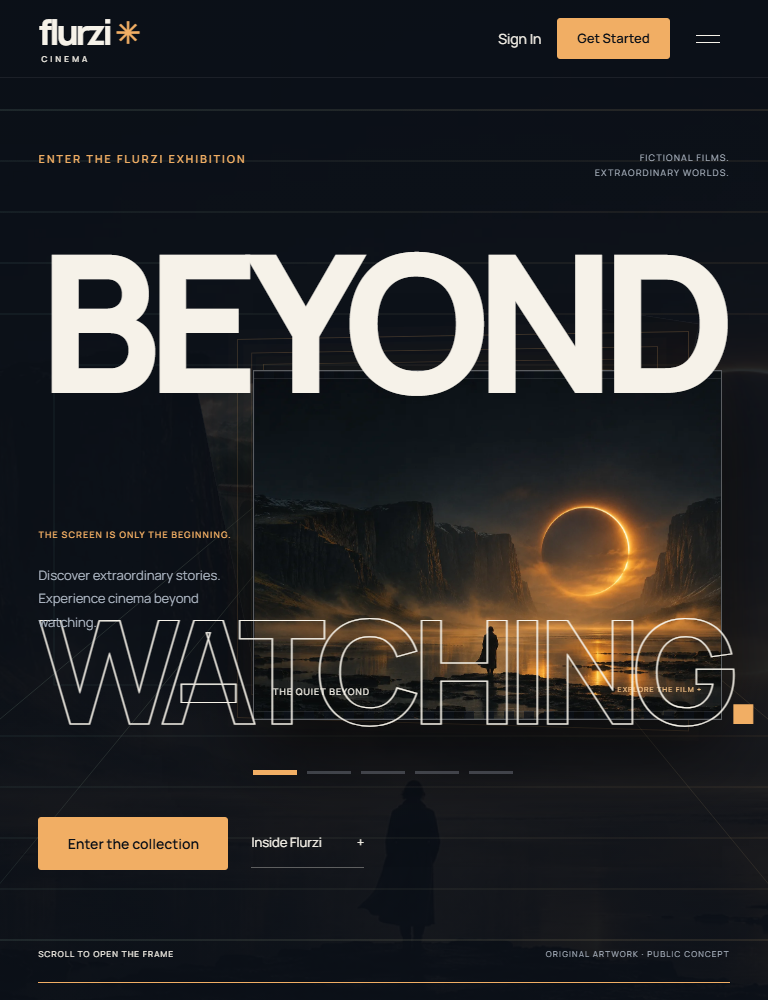 flurzi
CINEMA
Sign In
Get Started
ENTER THE FLURZI EXHIBITION
FICTIONAL FILMS.
EXTRAORDINARY WORLDS.
BEYOND
THE SCREEN IS ONLY THE BEGINNING.
Discover extraordinary stories.
Experience cinema beyond
watching.
WATCHING.
THE QUIET BEYOND
EXPLORE THE FILM +
Enter the collection
Inside Flurzi +
SCROLL TO OPEN THE FRAME
ORIGINAL ARTWORK · PUBLIC CONCEPT